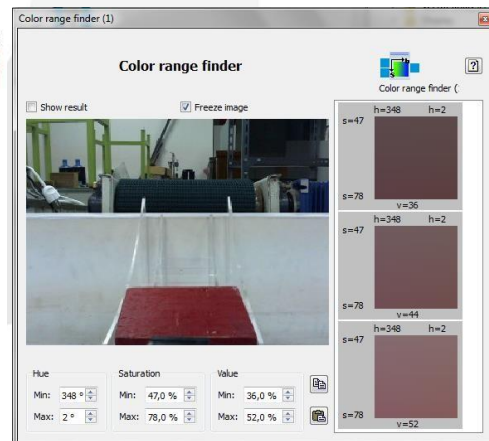 Color range finder (1)
Color range finder
Color range finder (
[?]
Show result
Freeze image
h=348 h=2
s=47
s=78
v=36
h=348 h=2
s=47
s=78
v=44
h=348 h=2
s=47
s=78
v=52
Hue
Min: 348 °
Max: 2 °
Saturation
Min: 47,0 %
Max: 78,0 %
Value
Min: 36,0 %
Max: 52,0 %